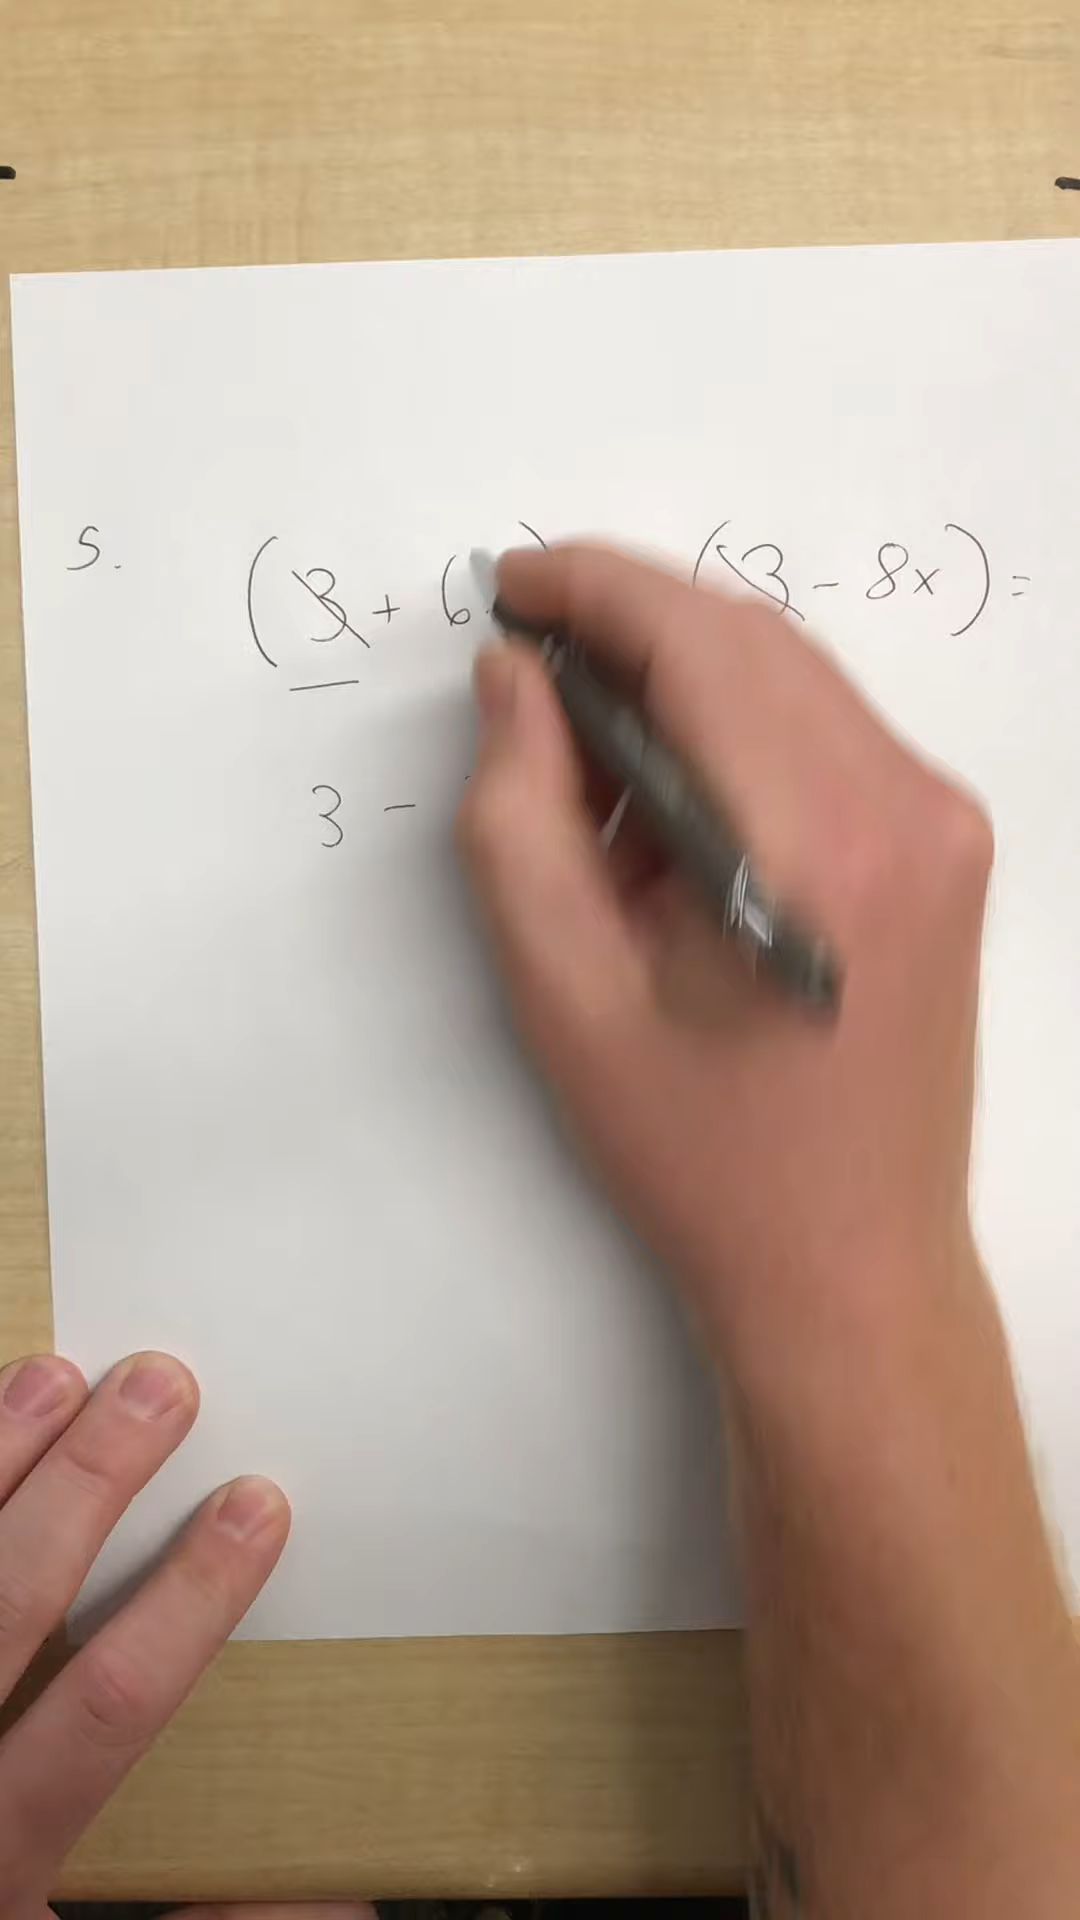 5. (3 + 6 ) (3 - 8x) =
3 -